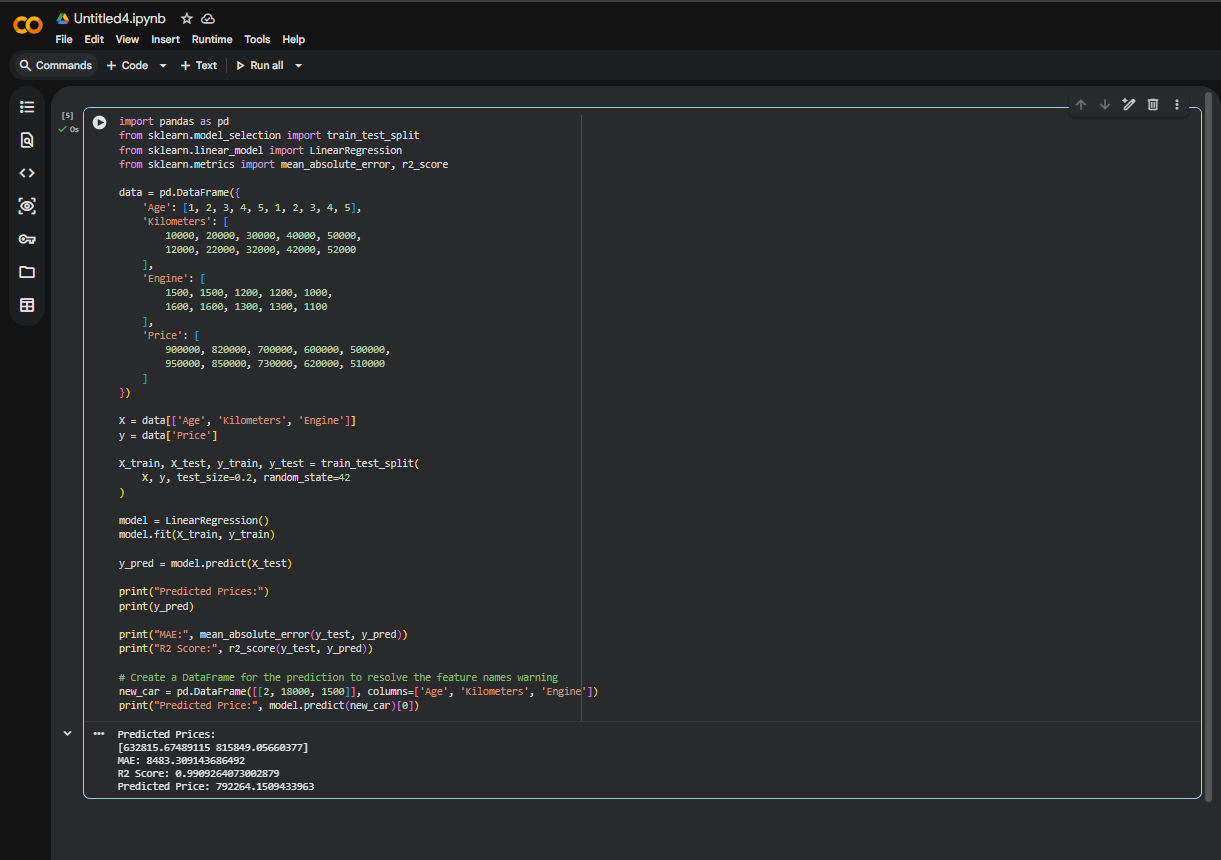 Untitled4.ipynb
File Edit View Insert Runtime Tools Help
Commands + Code + Text Run all
[5]
0s
import pandas as pd
from sklearn.model_selection import train_test_split
from sklearn.linear_model import LinearRegression
from sklearn.metrics import mean_absolute_error, r2_score
data = pd.DataFrame({
    'Age': [1, 2, 3, 4, 5, 1, 2, 3, 4, 5],
    'Kilometers': [
        10000, 20000, 30000, 40000, 50000,
        12000, 22000, 32000, 42000, 52000
    ],
    'Engine': [
        1500, 1500, 1200, 1200, 1000,
        1600, 1600, 1300, 1300, 1100
    ],
    'Price': [
        900000, 820000, 700000, 600000, 500000,
        950000, 850000, 730000, 620000, 510000
    ]
})
X = data[['Age', 'Kilometers', 'Engine']]
y = data['Price']
X_train, X_test, y_train, y_test = train_test_split(
    X, y, test_size=0.2, random_state=42
)
model = LinearRegression()
model.fit(X_train, y_train)
y_pred = model.predict(X_test)
print("Predicted Prices:")
print(y_pred)
print("MAE:", mean_absolute_error(y_test, y_pred))
print("R2 Score:", r2_score(y_test, y_pred))
# Create a DataFrame for the prediction to resolve the feature names warning
new_car = pd.DataFrame([[2, 18000, 1500]], columns=['Age', 'Kilometers', 'Engine'])
print("Predicted Price:", model.predict(new_car)[0])
Predicted Prices:
[632815.67489115 815849.05660377]
MAE: 8483.309143686492
R2 Score: 0.9909264073002879
Predicted Price: 792264.1509433963